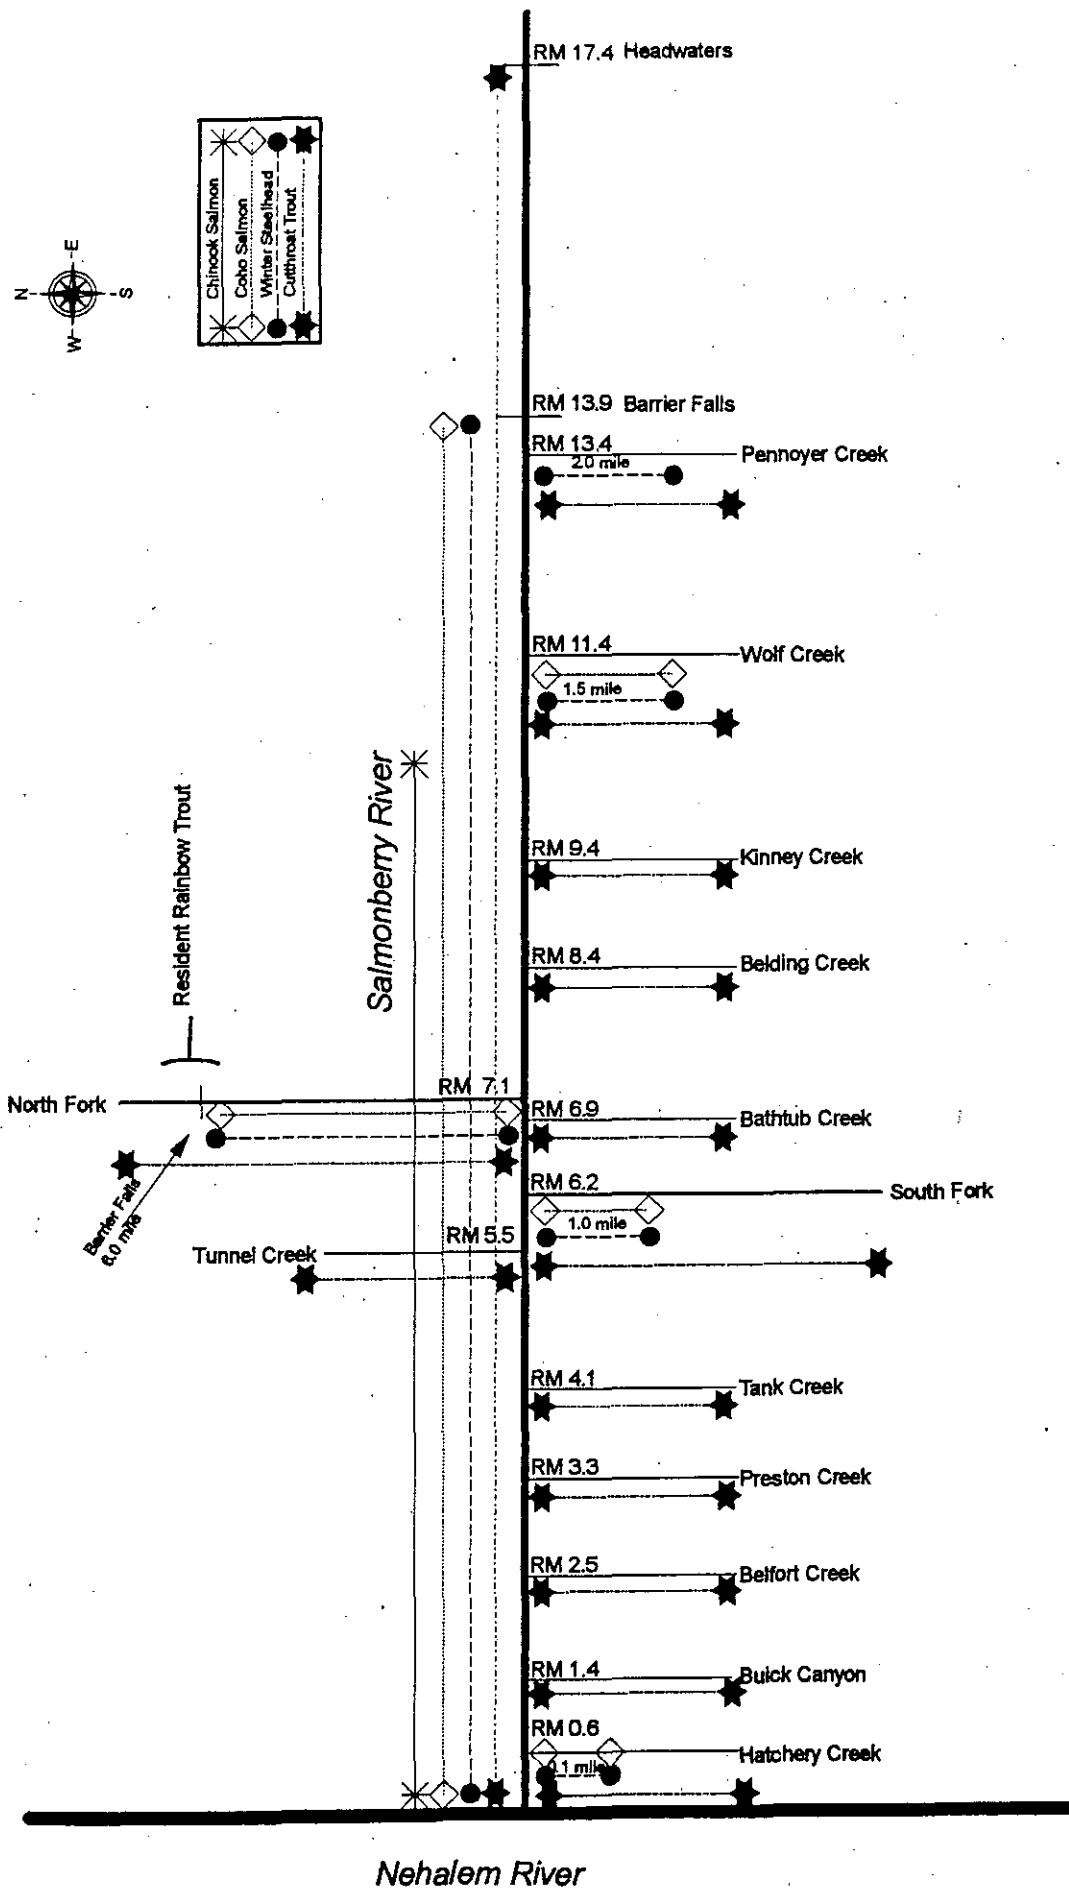 RM 17.4 Headwaters
Chinook Salmon
Coho Salmon
Winter Steelhead
Cutthroat Trout
N
E
S
W
RM 13.9 Barrier Falls
RM 13.4
Pennoyer Creek
2.0 mile
RM 11.4
Wolf Creek
1.5 mile
Salmonberry River
Resident Rainbow Trout
RM 9.4
Kinney Creek
RM 8.4
Belding Creek
RM 7.1
North Fork
RM 6.9
Bathtub Creek
Barrier Falls
6.0 mile
RM 6.2
South Fork
1.0 mile
RM 5.5
Tunnel Creek
RM 4.1
Tank Creek
RM 3.3
Preston Creek
RM 2.5
Belfort Creek
RM 1.4
Buick Canyon
RM 0.6
Hatchery Creek
0.1 mile
Nehalem River